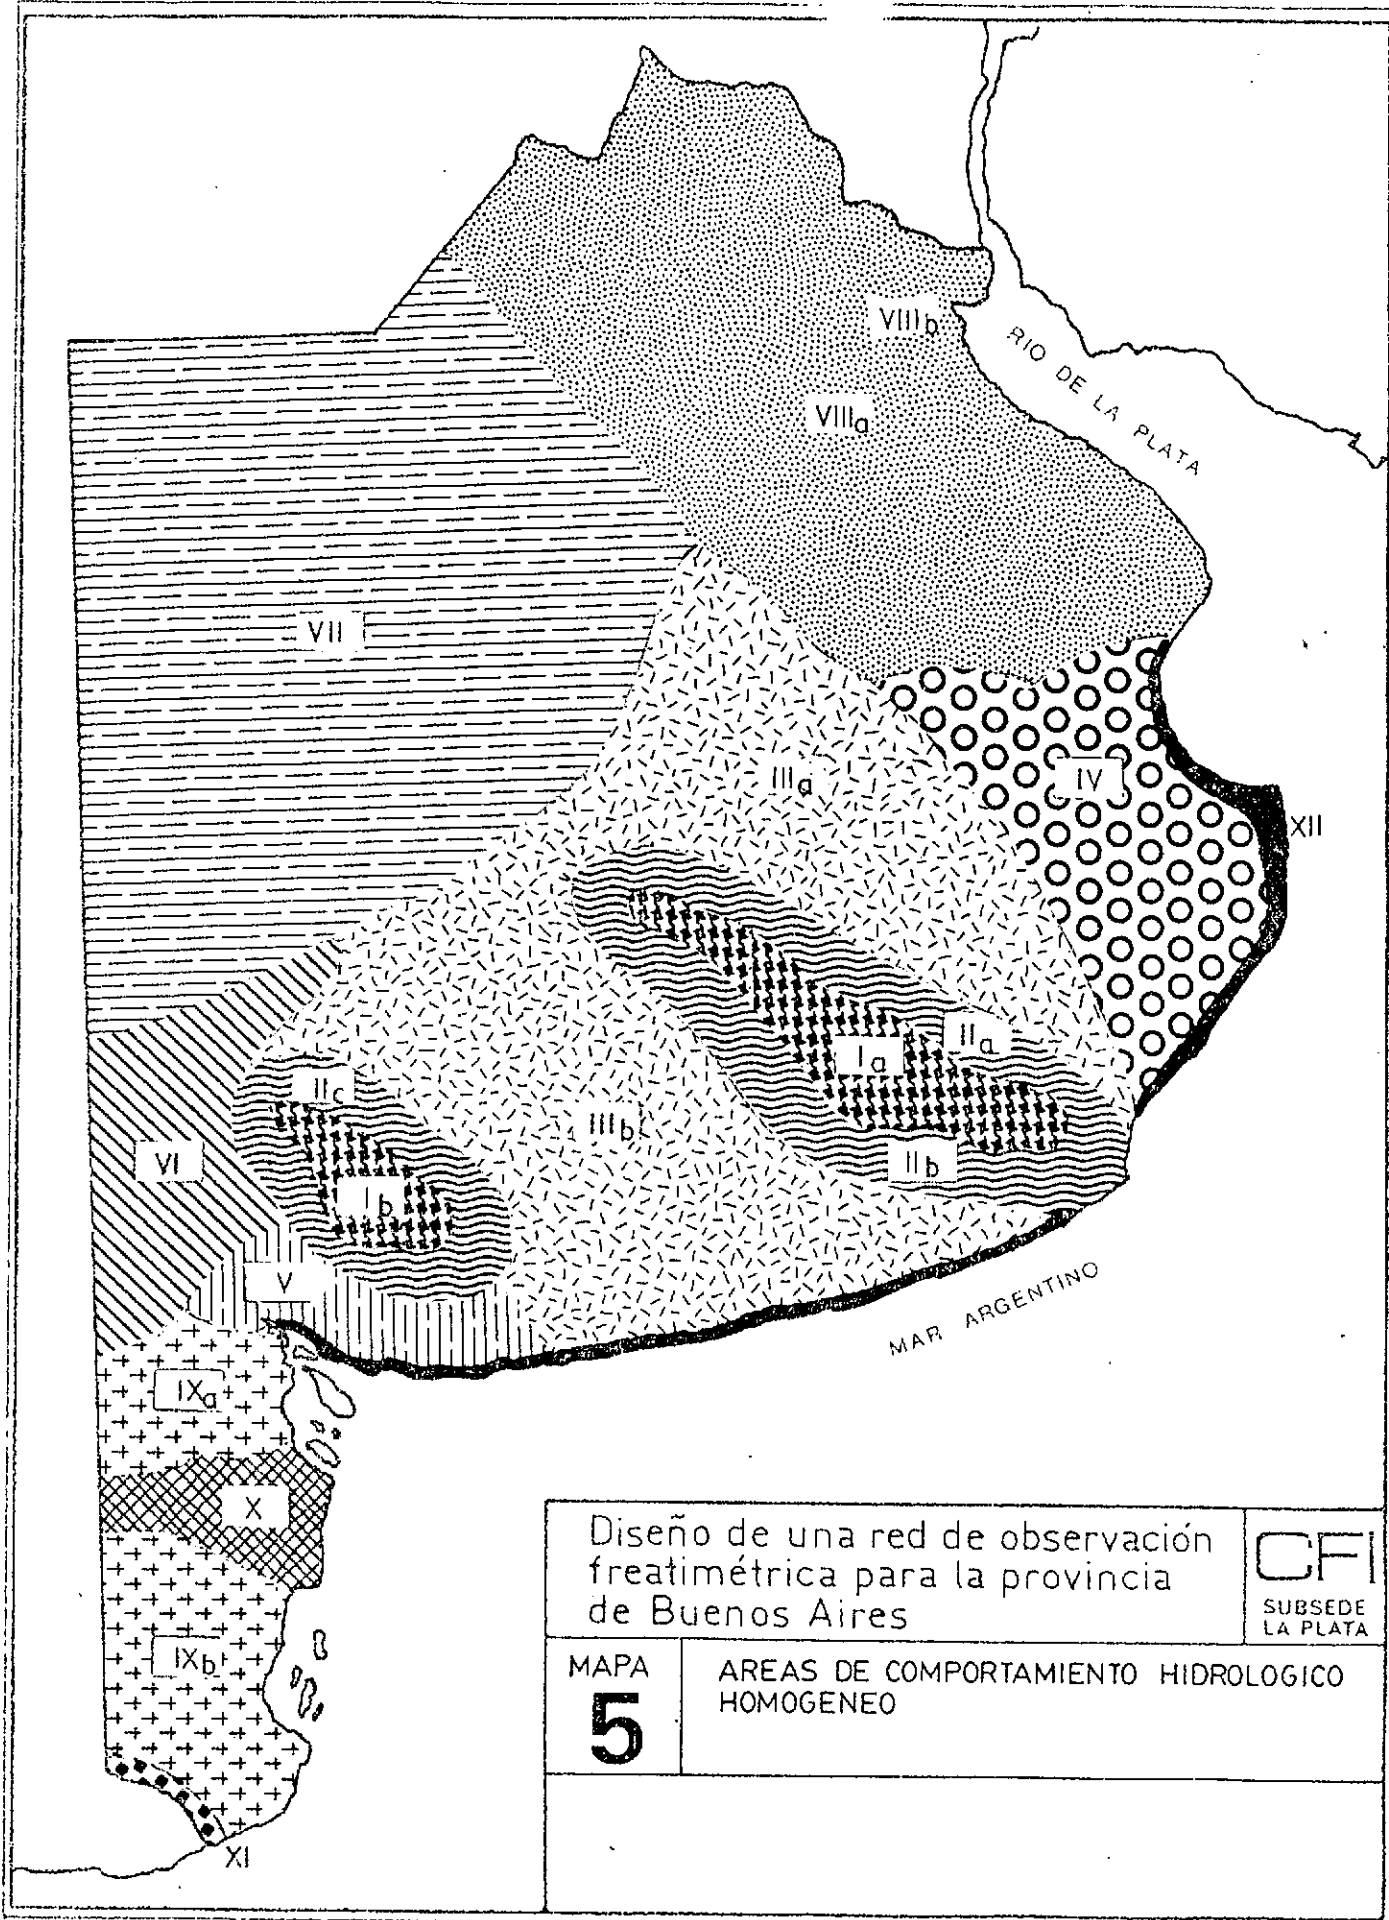 VIIIb
RIO DE LA PLATA
VIIIa
VII
IIIa
IV
XII
IIa
Ia
IIc
IIIb
VI
IIb
Ib
V
MAR ARGENTINO
IXa
X
IXb
XI
Diseño de una red de observación
freatimétrica para la provincia
de Buenos Aires
CFI
SUBSEDE
LA PLATA
MAPA
5
AREAS DE COMPORTAMIENTO HIDROLOGICO
HOMOGENEO